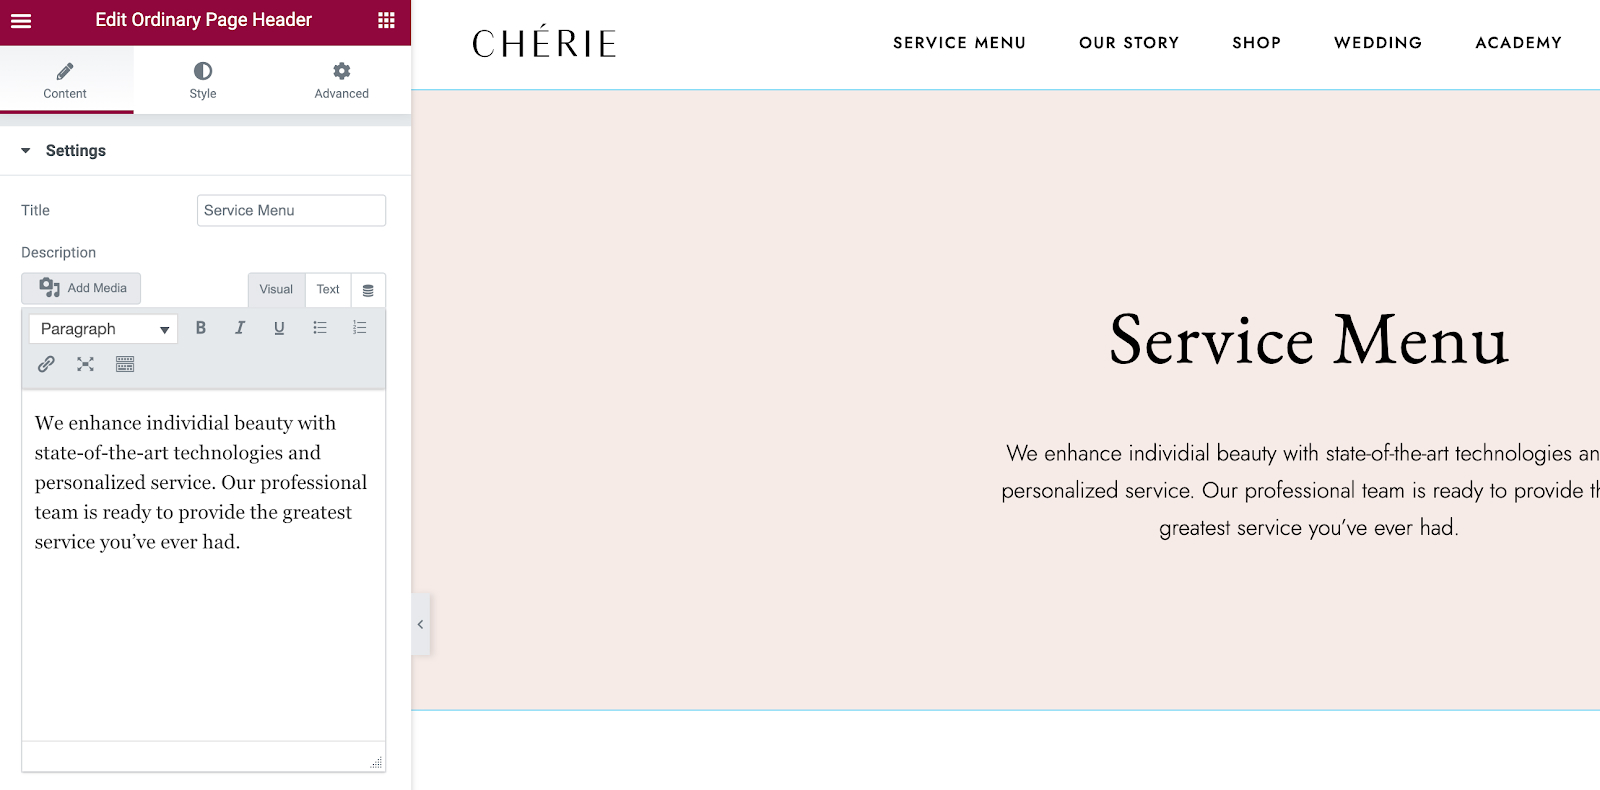 Edit Ordinary Page Header
Content
Style
Advanced
Settings
Title
Service Menu
Description
Add Media
Visual
Text
Paragraph
B
I
U
We enhance individial beauty with
state-of-the-art technologies and
personalized service. Our professional
team is ready to provide the greatest
service you’ve ever had.
CHÉRIE
SERVICE MENU
OUR STORY
SHOP
WEDDING
ACADEMY
Service Menu
We enhance individial beauty with state-of-the-art technologies an
personalized service. Our professional team is ready to provide th
greatest service you’ve ever had.